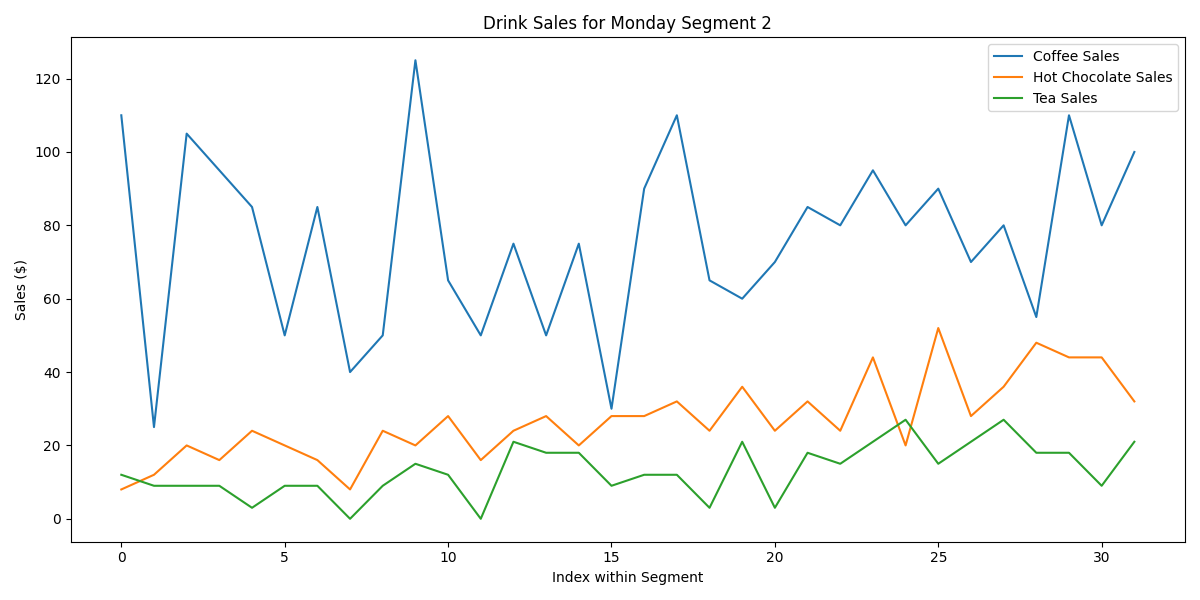 Drink Sales for Monday Segment 2
Coffee Sales
Hot Chocolate Sales
Tea Sales
Sales ($)
120
100
80
60
40
20
0
0 5 10 15 20 25 30
Index within Segment